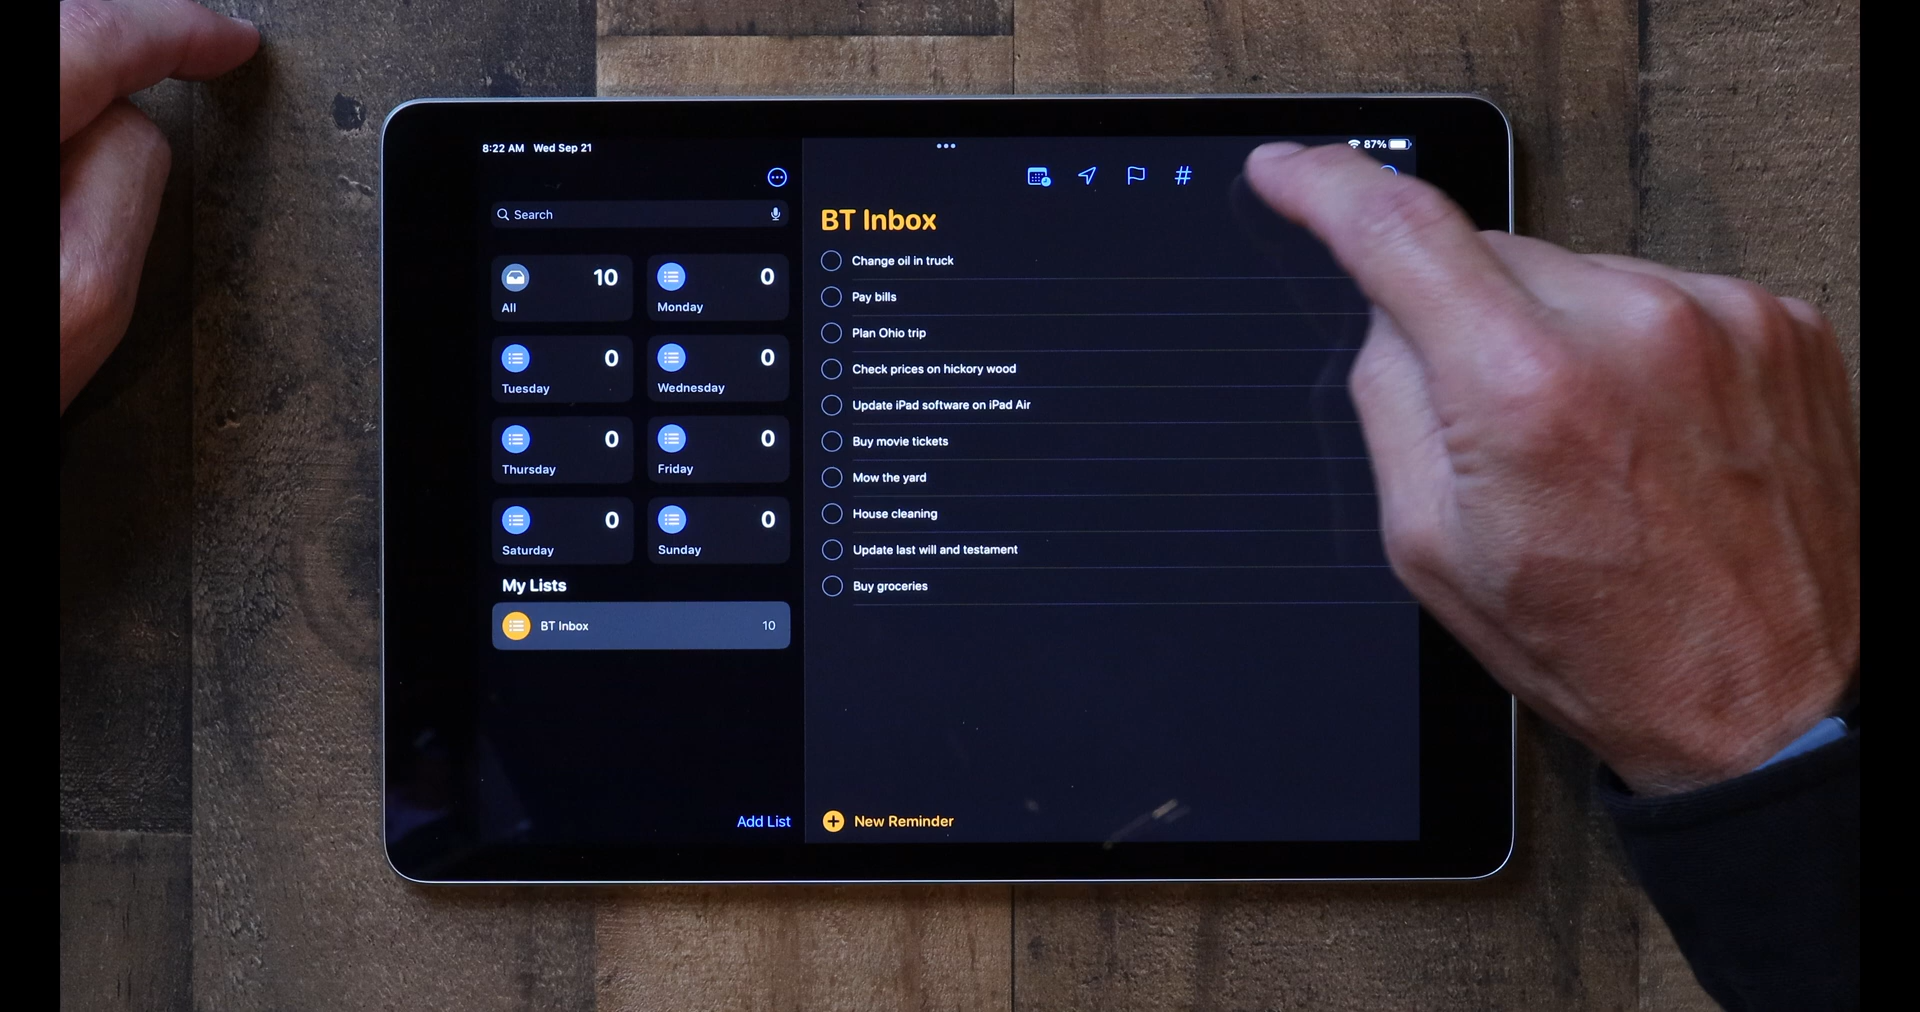 8:22 AM Wed Sep 21
87%
Search
All 10
Monday 0
Tuesday 0
Wednesday 0
Thursday 0
Friday 0
Saturday 0
Sunday 0
My Lists
BT Inbox 10
Add List
#
BT Inbox
Change oil in truck
Pay bills
Plan Ohio trip
Check prices on hickory wood
Update iPad software on iPad Air
Buy movie tickets
Mow the yard
House cleaning
Update last will and testament
Buy groceries
New Reminder